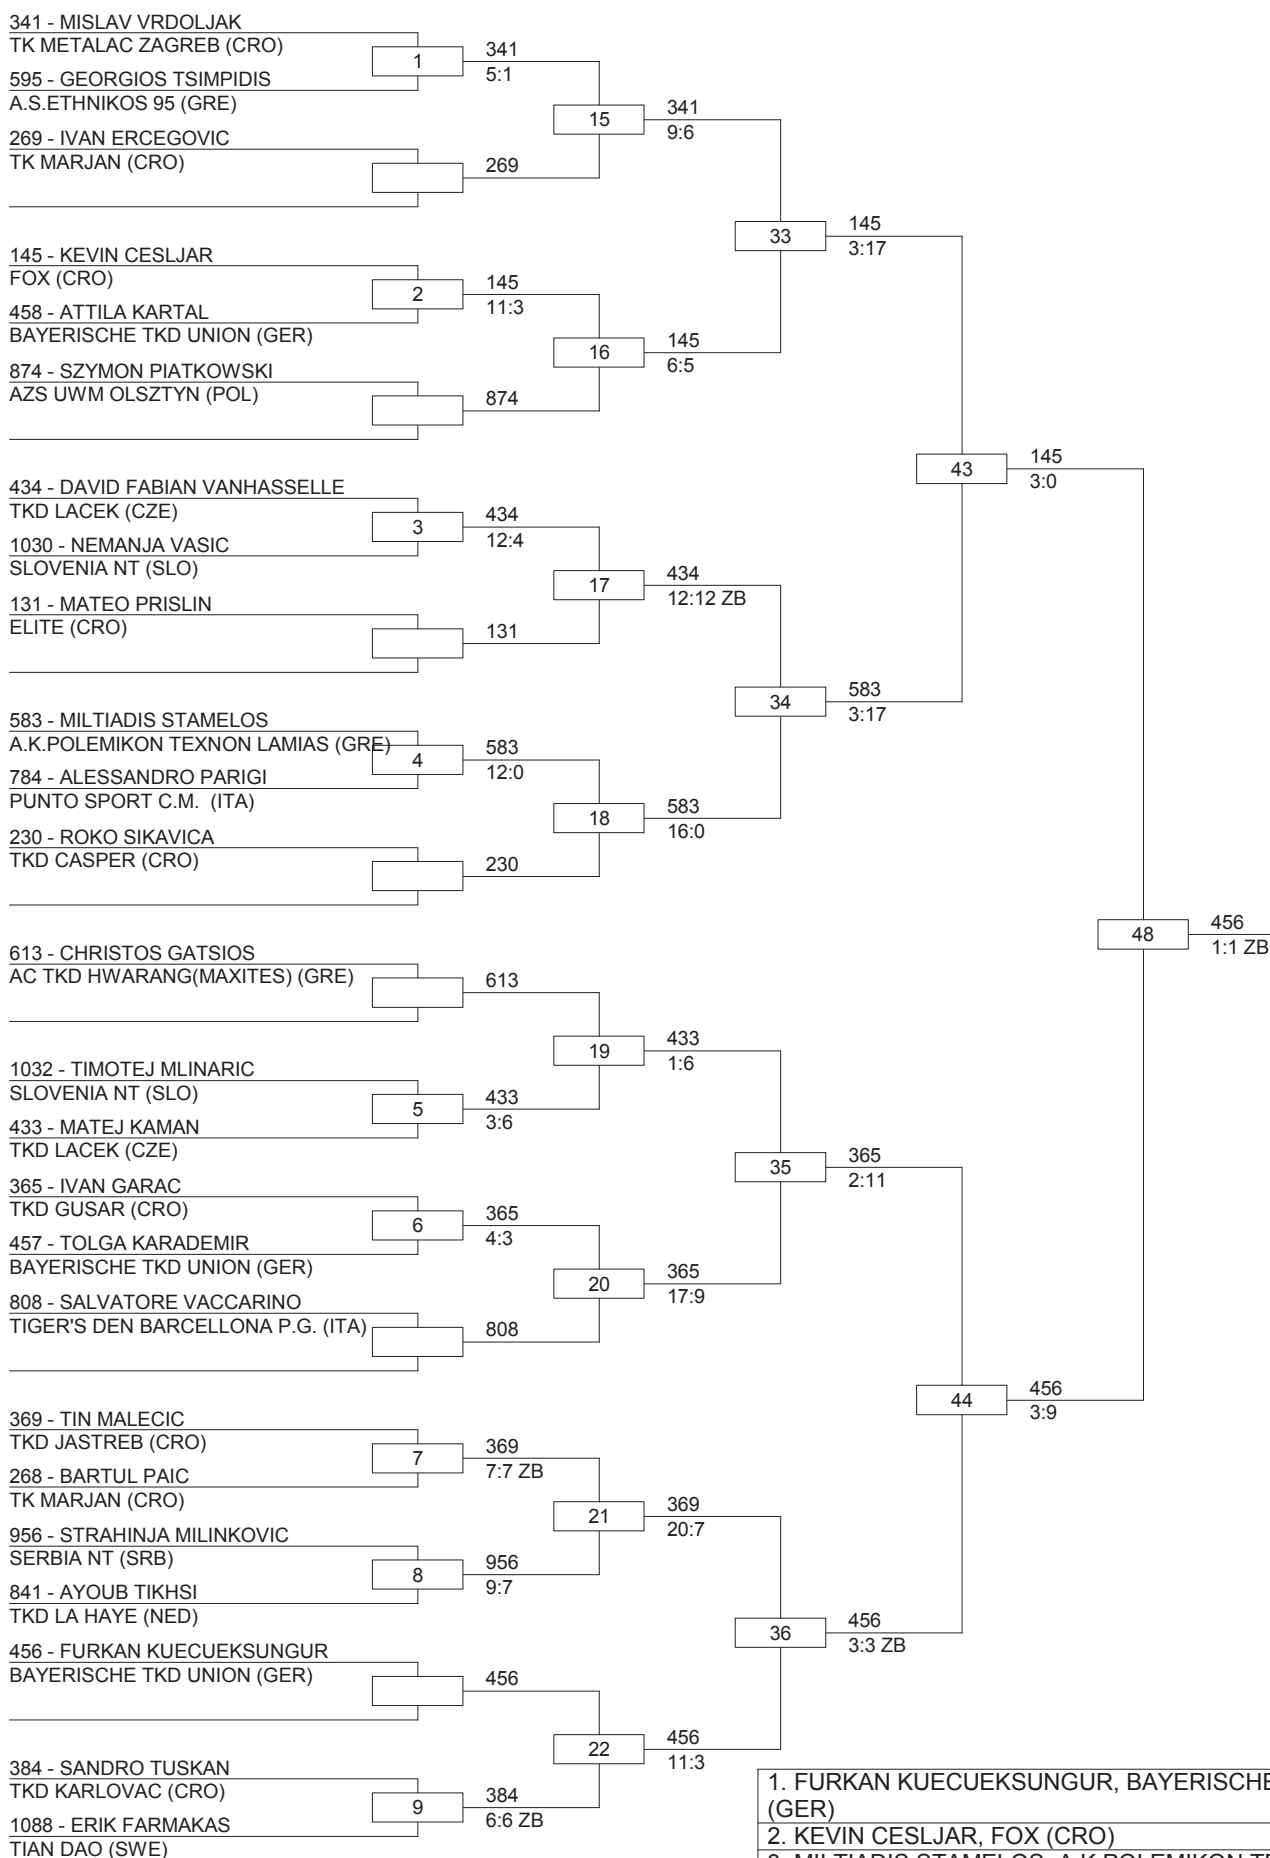 341 - MISLAV VRDOLJAK
TK METALAC ZAGREB (CRO)
1
341
5:1
595 - GEORGIOS TSIMPIDIS
A.S.ETHNIKOS 95 (GRE)
15
341
9:6
269 - IVAN ERCEGOVIC
TK MARJAN (CRO)
269
33
145
3:17
145 - KEVIN CESLJAR
FOX (CRO)
2
145
11:3
458 - ATTILA KARTAL
BAYERISCHE TKD UNION (GER)
16
145
6:5
874 - SZYMON PIATKOWSKI
AZS UWM OLSZTYN (POL)
874
43
145
3:0
434 - DAVID FABIAN VANHASSELLE
TKD LACEK (CZE)
3
434
12:4
1030 - NEMANJA VASIC
SLOVENIA NT (SLO)
17
434
12:12 ZB
131 - MATEO PRISLIN
ELITE (CRO)
131
34
583
3:17
583 - MILTIADIS STAMELOS
A.K.POLEMIKON TEXNON LAMIAS (GRE)
4
583
12:0
784 - ALESSANDRO PARIGI
PUNTO SPORT C.M. (ITA)
18
583
16:0
230 - ROKO SIKAVICA
TKD CASPER (CRO)
230
48
456
1:1 ZB
613 - CHRISTOS GATSIOS
AC TKD HWARANG(MAXITES) (GRE)
613
19
433
1:6
1032 - TIMOTEJ MLINARIC
SLOVENIA NT (SLO)
5
433
3:6
433 - MATEJ KAMAN
TKD LACEK (CZE)
35
365
2:11
365 - IVAN GARAC
TKD GUSAR (CRO)
6
365
4:3
457 - TOLGA KARADEMIR
BAYERISCHE TKD UNION (GER)
20
365
17:9
808 - SALVATORE VACCARINO
TIGER'S DEN BARCELLONA P.G. (ITA)
808
44
456
3:9
369 - TIN MALECIC
TKD JASTREB (CRO)
7
369
7:7 ZB
268 - BARTUL PAIC
TK MARJAN (CRO)
21
369
20:7
956 - STRAHINJA MILINKOVIC
SERBIA NT (SRB)
8
956
9:7
841 - AYOUB TIKHSI
TKD LA HAYE (NED)
36
456
3:3 ZB
456 - FURKAN KUECUEKSUNGUR
BAYERISCHE TKD UNION (GER)
456
22
456
11:3
384 - SANDRO TUSKAN
TKD KARLOVAC (CRO)
9
384
6:6 ZB
1088 - ERIK FARMAKAS
TIAN DAO (SWE)
1. FURKAN KUECUEKSUNGUR, BAYERISCHE
(GER)
2. KEVIN CESLJAR, FOX (CRO)
3. MILTIADIS STAMELOS, A.K.POLEMIKON